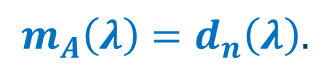 m_A(λ) = d_n(λ).